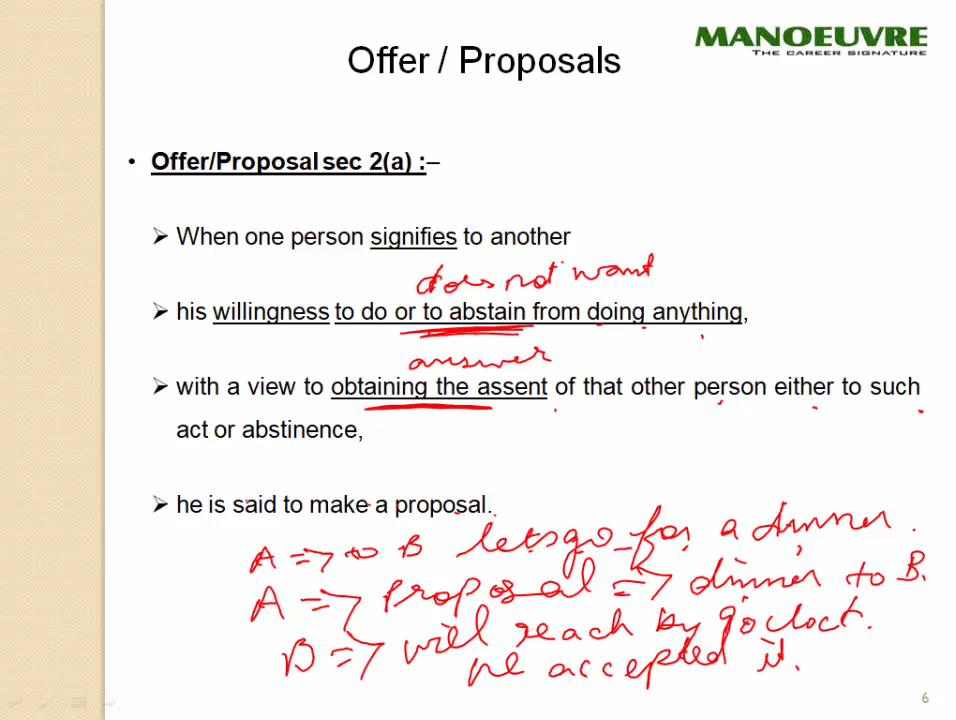 MANOEUVRE
THE CAREER SIGNATURE
Offer / Proposals
• Offer/Proposal sec 2(a) :–
➢ When one person signifies to another
does not want
➢ his willingness to do or to abstain from doing anything,
answer
➢ with a view to obtaining the assent of that other person either to such
act or abstinence,
➢ he is said to make a proposal.
A => to B lets go for a dinner.
A => proposal => dinner to B.
B => will reach by 9'o clock.
he accepted it.
6